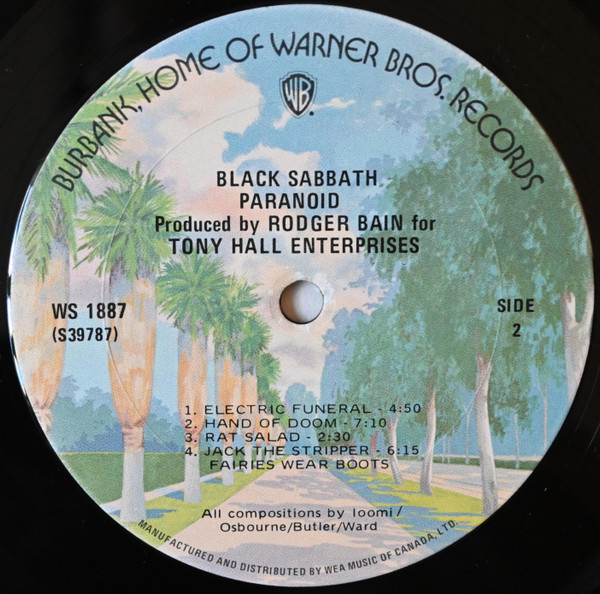 BURBANK, HOME OF WARNER BROS. RECORDS
WB
BLACK SABBATH
PARANOID
Produced by RODGER BAIN for
TONY HALL ENTERPRISES
WS 1887
(S39787)
SIDE
2
1. ELECTRIC FUNERAL - 4:50
2. HAND OF DOOM - 7:10
3. RAT SALAD - 2:30
4. JACK THE STRIPPER - 6:15
FAIRIES WEAR BOOTS
All compositions by Ioomi/
Osbourne/Butler/Ward
MANUFACTURED AND DISTRIBUTED BY WEA MUSIC OF CANADA, LTD.